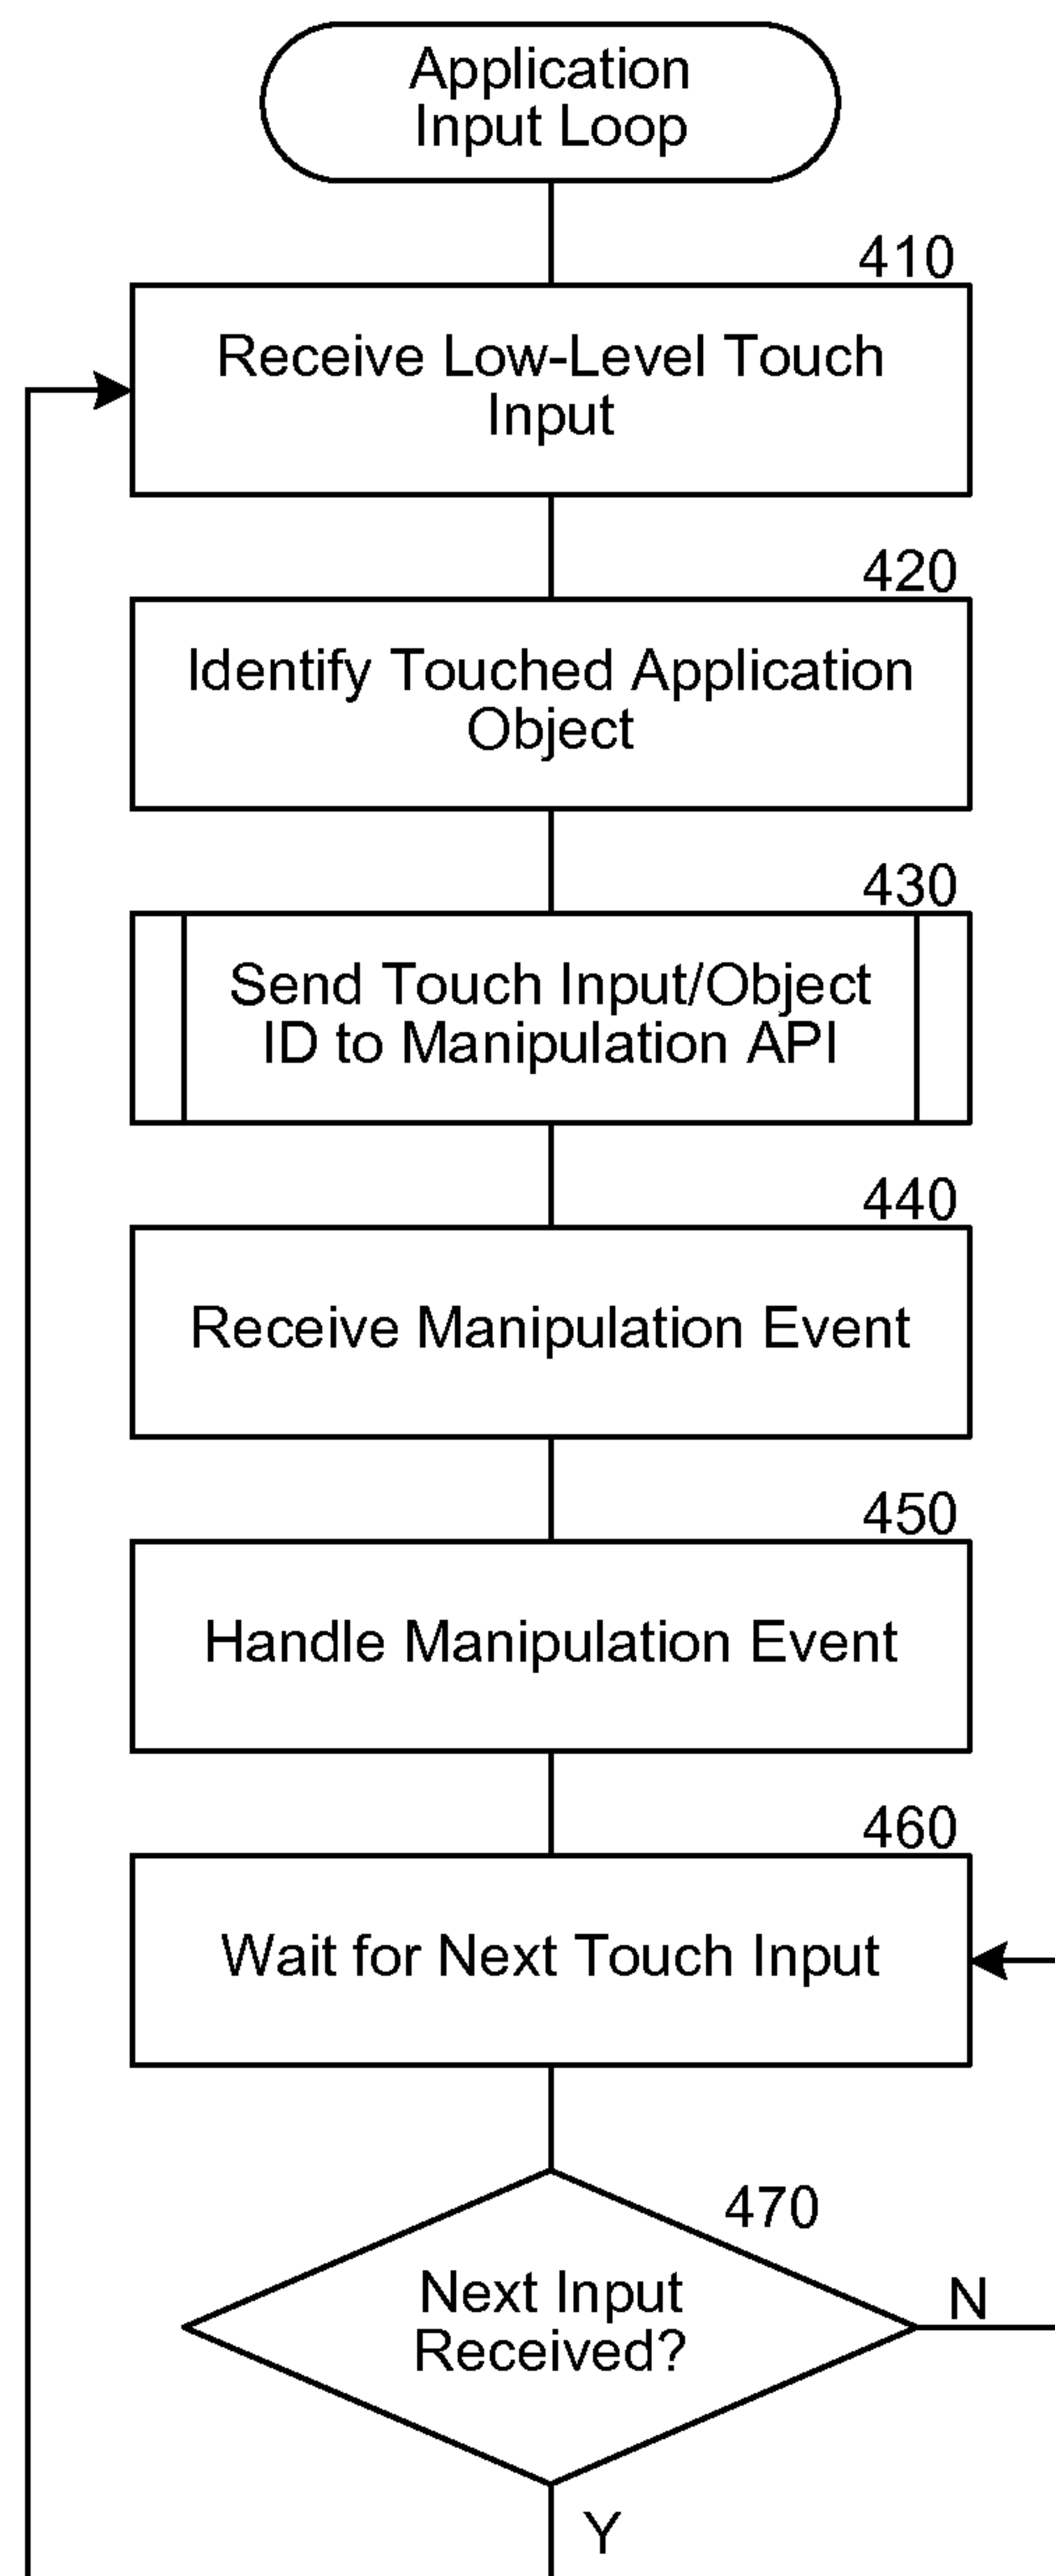 Application
Input Loop
410
Receive Low-Level Touch
Input
420
Identify Touched Application
Object
430
Send Touch Input/Object
ID to Manipulation API
440
Receive Manipulation Event
450
Handle Manipulation Event
460
Wait for Next Touch Input
470
Next Input
Received?
N
Y